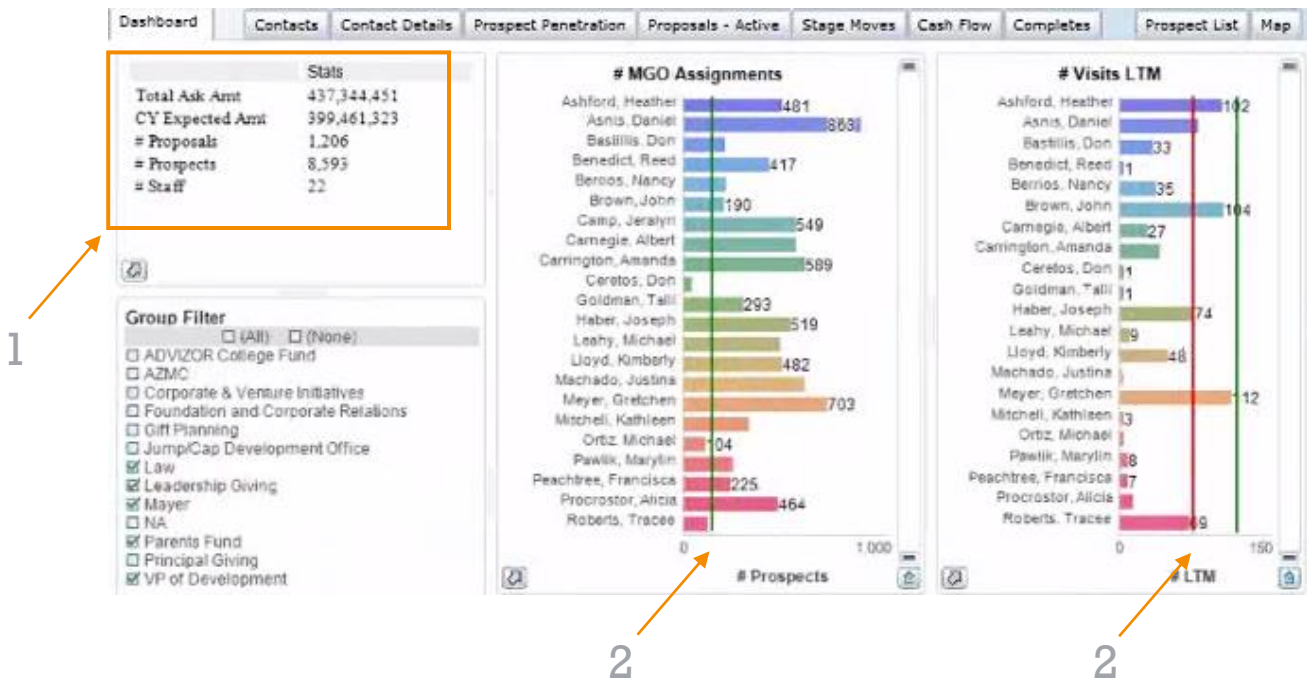 Dashboard Contacts Contact Details Prospect Penetration Proposals - Active Stage Moves Cash Flow Completes Prospect List Map
Stats
Total Ask Amt 437,344,451
CY Expected Amt 399,461,323
# Proposals 1,206
# Prospects 8,593
# Staff 22
1
Group Filter
(All) (None)
ADVIZOR College Fund
AZMC
Corporate & Venture Initiatives
Foundation and Corporate Relations
Gift Planning
Jump/Cap Development Office
Law
Leadership Giving
Mayer
NA
Parents Fund
Principal Giving
VP of Development
# MGO Assignments
Ashford, Heather 481
Asnis, Daniel 863
Bastillis, Don
Benedict, Reed 417
Berrios, Nancy
Brown, John 190
Camp, Jeralyn 549
Carnegie, Albert
Carrington, Amanda 589
Ceretos, Don
Goldman, Talli 293
Haber, Joseph 519
Leahy, Michael
Lloyd, Kimberly 482
Machado, Justina
Meyer, Gretchen 703
Mitchell, Kathleen
Ortiz, Michael 104
Pawlik, Marylin
Peachtree, Francisca 225
Procrostor, Alicia 464
Roberts, Tracee
0 1,000
# Prospects
2
# Visits LTM
Ashford, Heather 102
Asnis, Daniel
Bastillis, Don 33
Benedict, Reed 1
Berrios, Nancy 35
Brown, John 104
Carnegie, Albert 27
Carrington, Amanda
Ceretos, Don 1
Goldman, Talli 1
Haber, Joseph 74
Leahy, Michael 9
Lloyd, Kimberly 48
Machado, Justina
Meyer, Gretchen 112
Mitchell, Kathleen 3
Ortiz, Michael
Pawlik, Marylin 8
Peachtree, Francisca 7
Procrostor, Alicia
Roberts, Tracee 69
0 150
# LTM
2